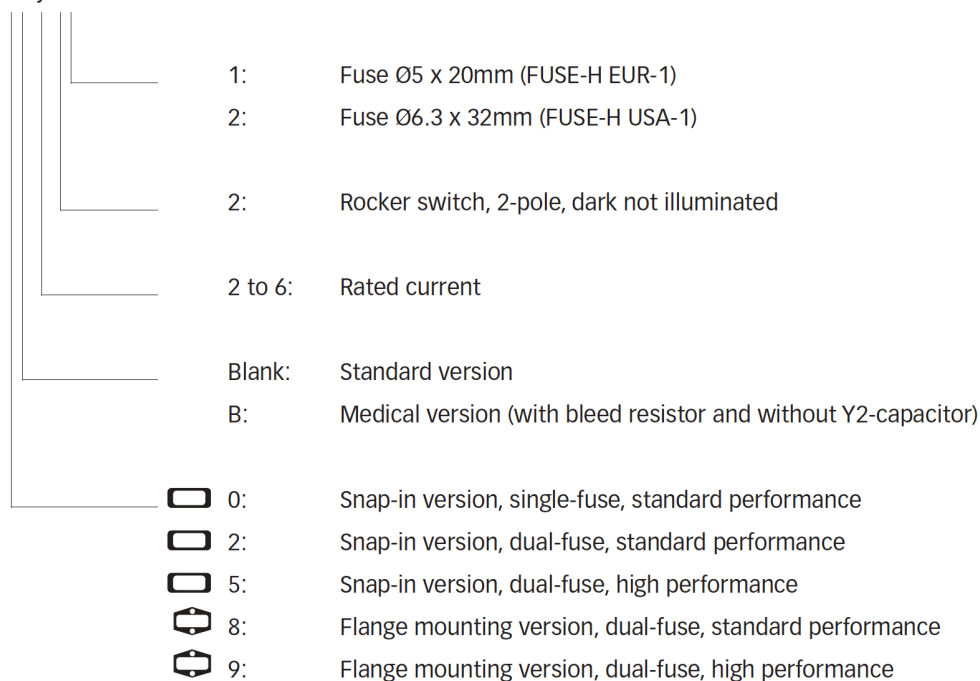 1: Fuse Ø5 x 20mm (FUSE-H EUR-1)
2: Fuse Ø6.3 x 32mm (FUSE-H USA-1)
2: Rocker switch, 2-pole, dark not illuminated
2 to 6: Rated current
Blank: Standard version
B: Medical version (with bleed resistor and without Y2-capacitor)
0: Snap-in version, single-fuse, standard performance
2: Snap-in version, dual-fuse, standard performance
5: Snap-in version, dual-fuse, high performance
8: Flange mounting version, dual-fuse, standard performance
9: Flange mounting version, dual-fuse, high performance